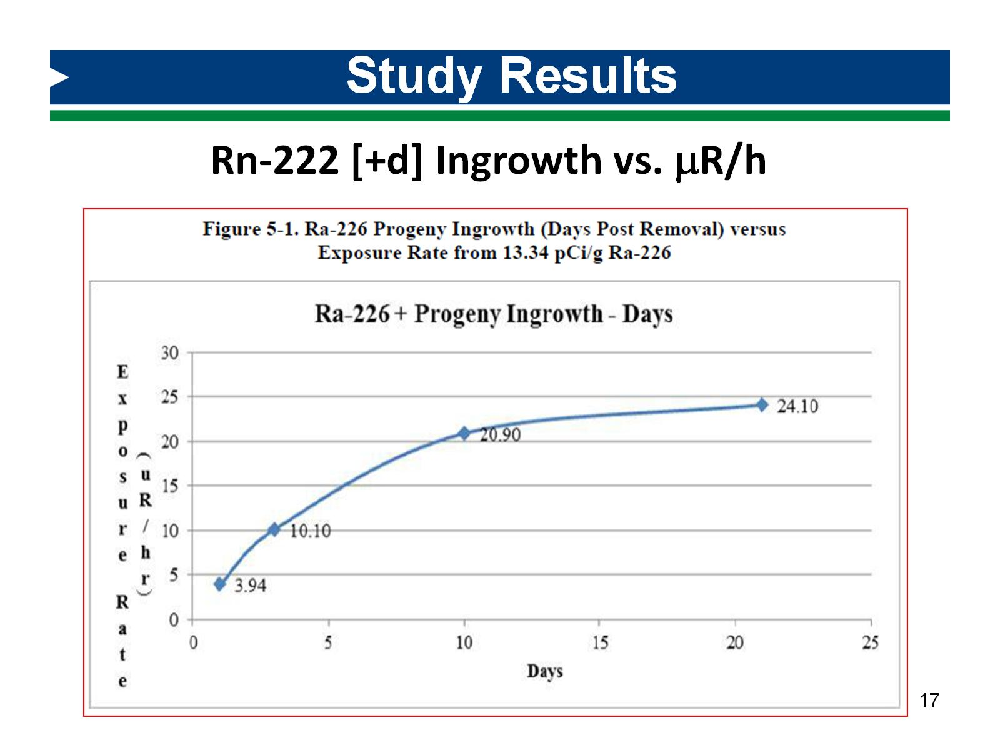 Study Results
Rn-222 [+d] Ingrowth vs. μR/h
Figure 5-1. Ra-226 Progeny Ingrowth (Days Post Removal) versus
Exposure Rate from 13.34 pCi/g Ra-226
Ra-226 + Progeny Ingrowth - Days
Exposure Rate
(uR/hr)
30
25
20
15
10
5
0
3.94
10.10
20.90
24.10
0 5 10 15 20 25
Days
17